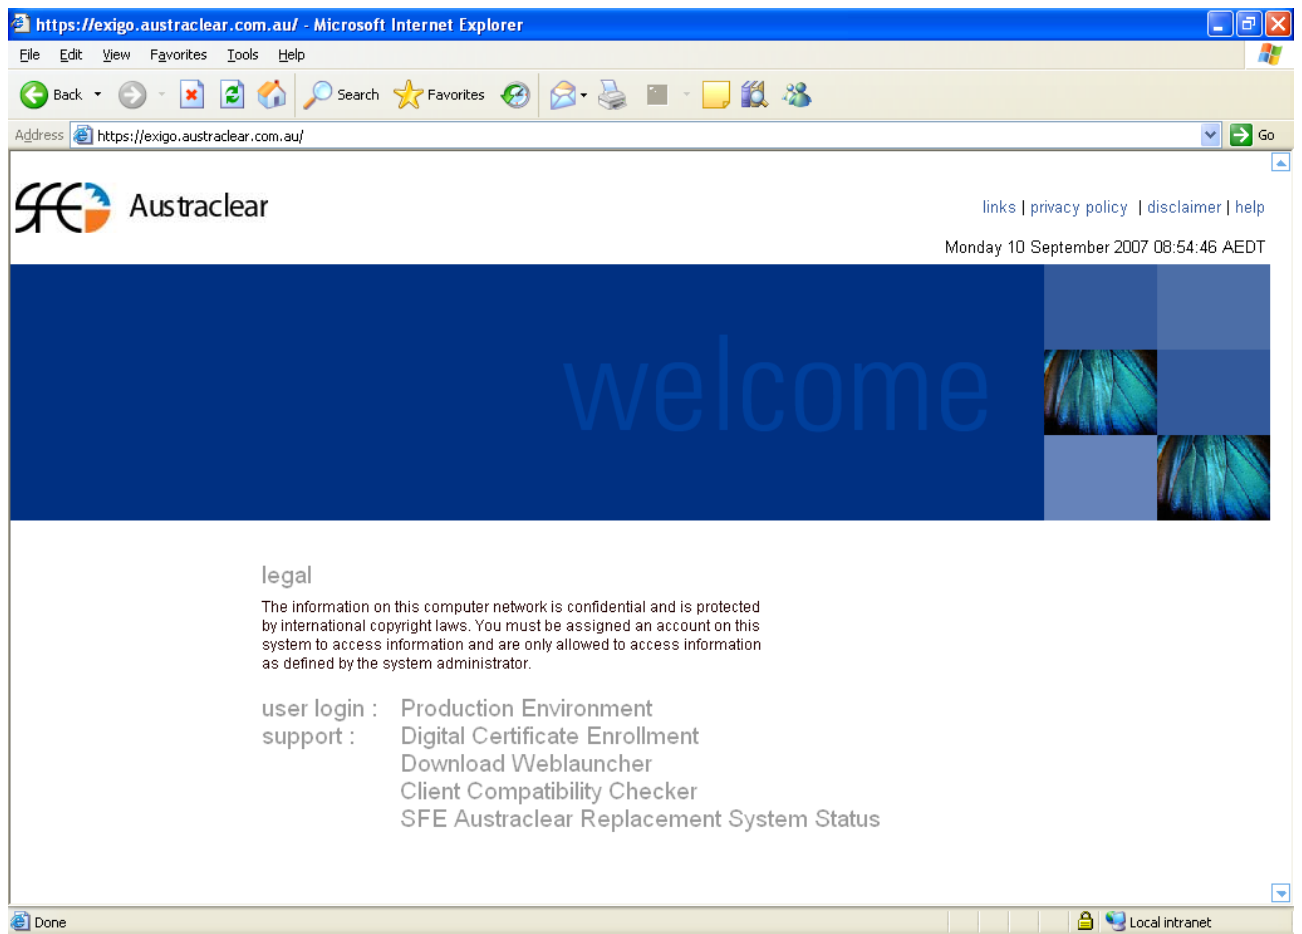 https://exigo.austraclear.com.au/ - Microsoft Internet Explorer
File Edit View Favorites Tools Help
Back Search Favorites
Address https://exigo.austraclear.com.au/ Go
SFE Austraclear
links | privacy policy | disclaimer | help
Monday 10 September 2007 08:54:46 AEDT
welcome
legal
The information on this computer network is confidential and is protected
by international copyright laws. You must be assigned an account on this
system to access information and are only allowed to access information
as defined by the system administrator.
user login : Production Environment
support : Digital Certificate Enrollment
Download Weblauncher
Client Compatibility Checker
SFE Austraclear Replacement System Status
Done Local intranet